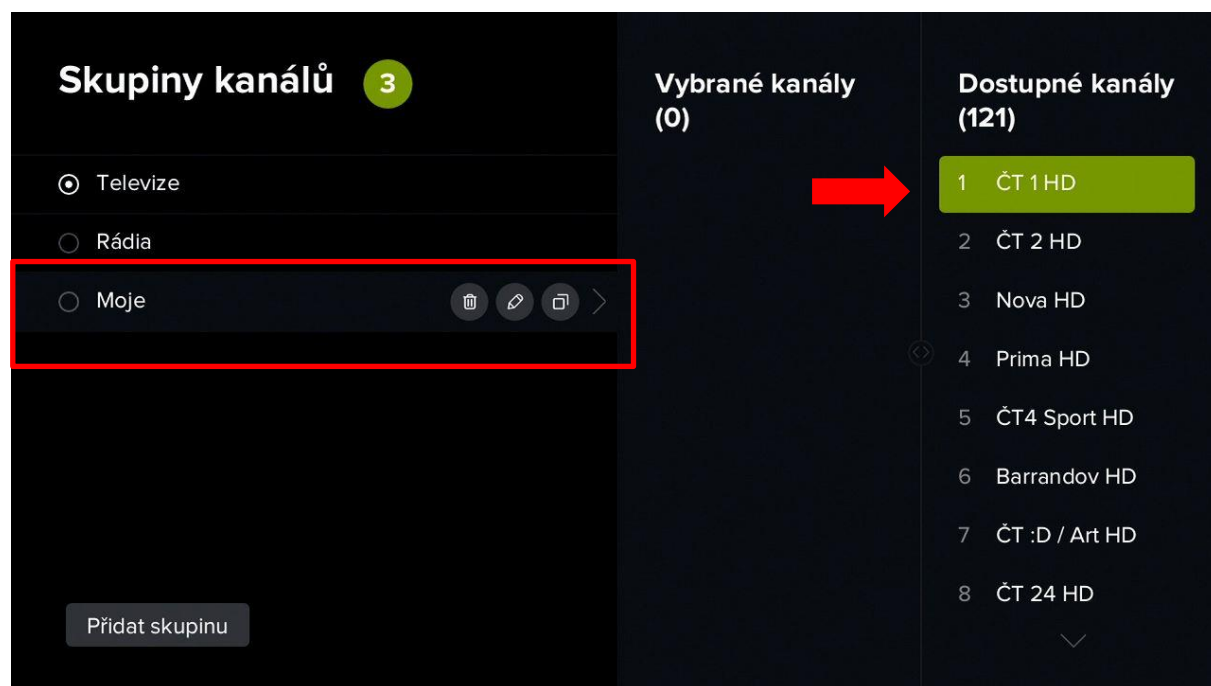 Skupiny kanálů 3
Televize
Rádia
Moje
Přidat skupinu
Vybrané kanály
(0)
Dostupné kanály
(121)
1 ČT 1 HD
2 ČT 2 HD
3 Nova HD
4 Prima HD
5 ČT4 Sport HD
6 Barrandov HD
7 ČT :D / Art HD
8 ČT 24 HD